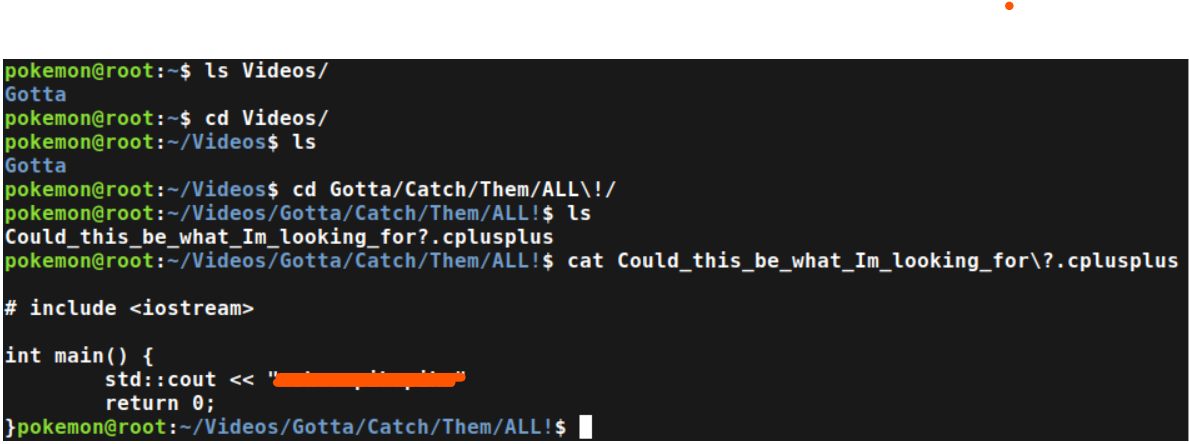 pokemon@root:~$ ls Videos/
Gotta
pokemon@root:~$ cd Videos/
pokemon@root:~/Videos$ ls
Gotta
pokemon@root:~/Videos$ cd Gotta/Catch/Them/ALL\!/
pokemon@root:~/Videos/Gotta/Catch/Them/ALL!$ ls
Could_this_be_what_Im_looking_for?.cplusplus
pokemon@root:~/Videos/Gotta/Catch/Them/ALL!$ cat Could_this_be_what_Im_looking_for\?.cplusplus
# include <iostream>
int main() {
std::cout << ""
return 0;
}pokemon@root:~/Videos/Gotta/Catch/Them/ALL!$